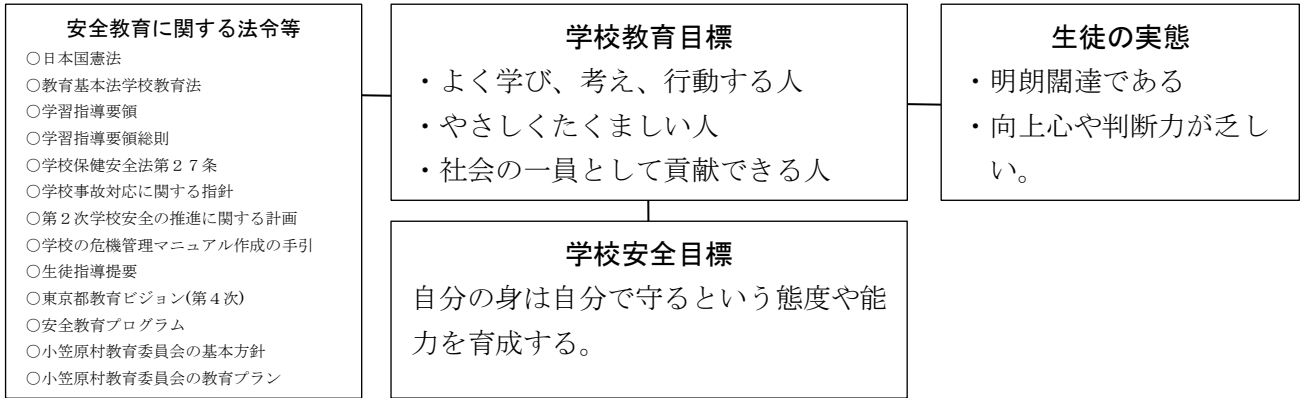 安全教育に関する法令等
○日本国憲法
○教育基本法学校教育法
○学習指導要領
○学習指導要領総則
○学校保健安全法第２７条
○学校事故対応に関する指針
○第２次学校安全の推進に関する計画
○学校の危機管理マニュアル作成の手引
○生徒指導提要
○東京都教育ビジョン(第４次)
○安全教育プログラム
○小笠原村教育委員会の基本方針
○小笠原村教育委員会の教育プラン
学校教育目標
・よく学び、考え、行動する人
・やさしくたくましい人
・社会の一員として貢献できる人
生徒の実態
・明朗闊達である
・向上心や判断力が乏し
い。
学校安全目標
自分の身は自分で守るという態度や能
力を育成する。